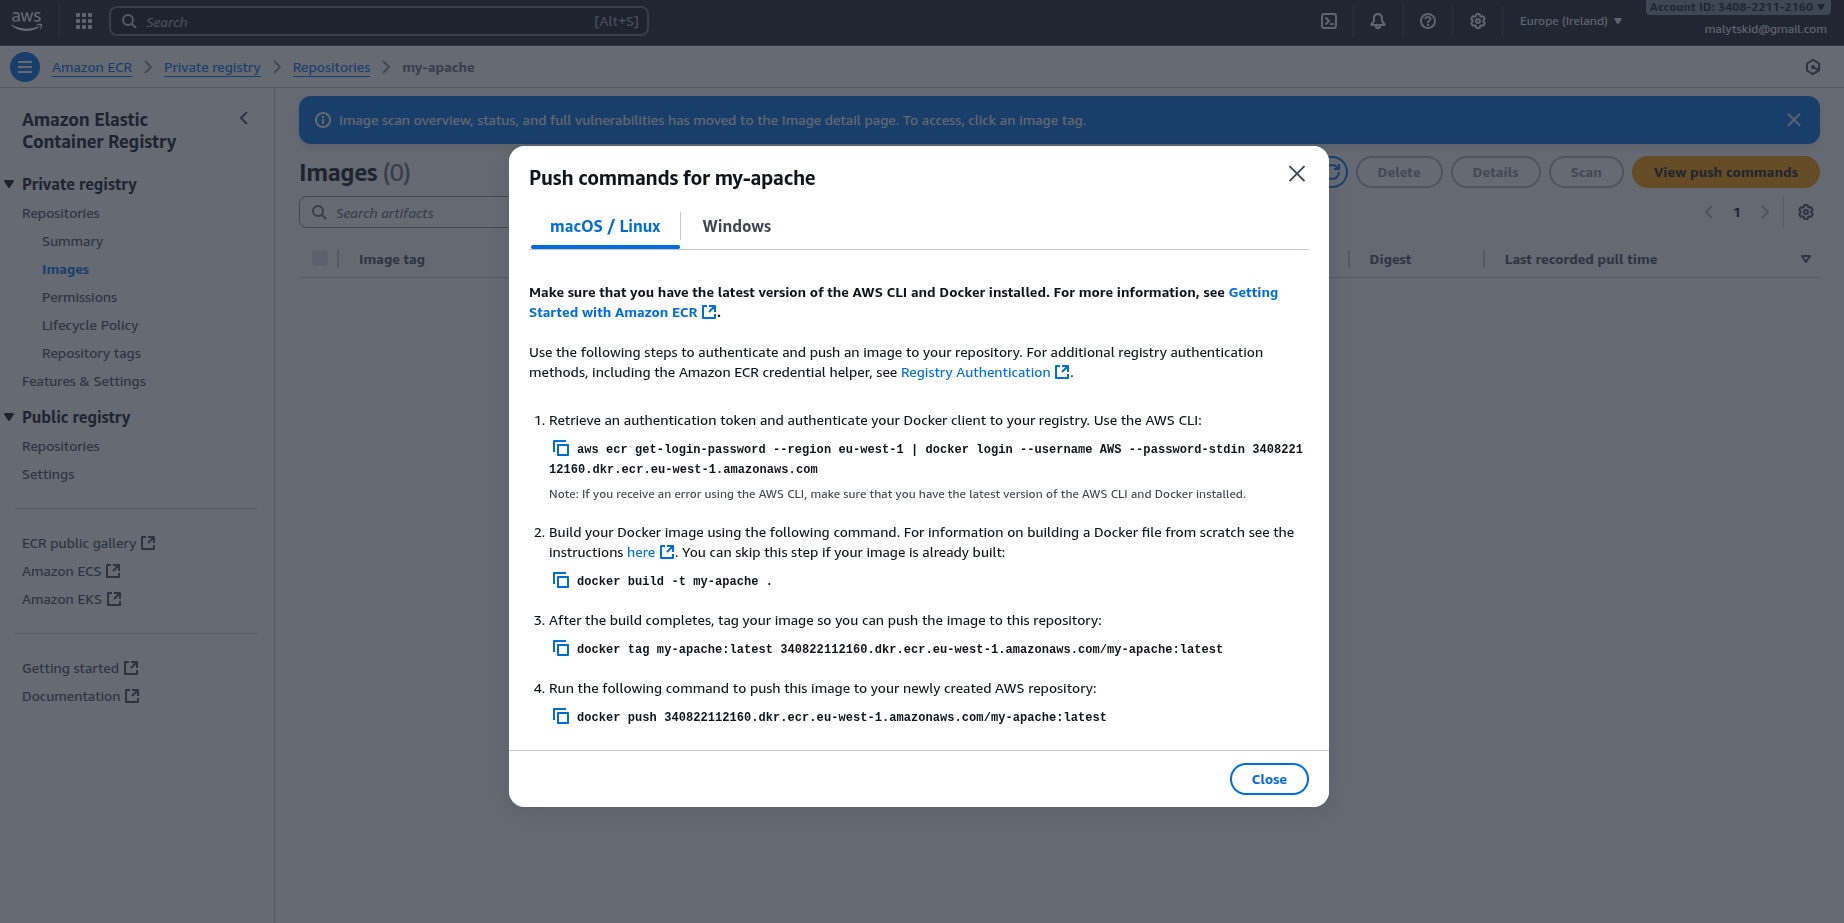 aws
Search
[Alt+S]
Europe (Ireland)
Account ID: 3408-2211-2160
malytskid@gmail.com
Amazon ECR
Private registry
Repositories
my-apache
Amazon Elastic
Container Registry
Private registry
Repositories
Summary
Images
Permissions
Lifecycle Policy
Repository tags
Features & Settings
Public registry
Repositories
Settings
ECR public gallery
Amazon ECS
Amazon EKS
Getting started
Documentation
Image scan overview, status, and full vulnerabilities has moved to the Image detail page. To access, click an image tag.
Images (0)
Delete
Details
Scan
View push commands
Search artifacts
1
Image tag
Digest
Last recorded pull time
Push commands for my-apache
macOS / Linux
Windows
Make sure that you have the latest version of the AWS CLI and Docker installed. For more information, see Getting
Started with Amazon ECR.
Use the following steps to authenticate and push an image to your repository. For additional registry authentication
methods, including the Amazon ECR credential helper, see Registry Authentication.
1. Retrieve an authentication token and authenticate your Docker client to your registry. Use the AWS CLI:
aws ecr get-login-password --region eu-west-1 | docker login --username AWS --password-stdin 3408221
12160.dkr.ecr.eu-west-1.amazonaws.com
Note: If you receive an error using the AWS CLI, make sure that you have the latest version of the AWS CLI and Docker installed.
2. Build your Docker image using the following command. For information on building a Docker file from scratch see the
instructions here. You can skip this step if your image is already built:
docker build -t my-apache .
3. After the build completes, tag your image so you can push the image to this repository:
docker tag my-apache:latest 340822112160.dkr.ecr.eu-west-1.amazonaws.com/my-apache:latest
4. Run the following command to push this image to your newly created AWS repository:
docker push 340822112160.dkr.ecr.eu-west-1.amazonaws.com/my-apache:latest
Close